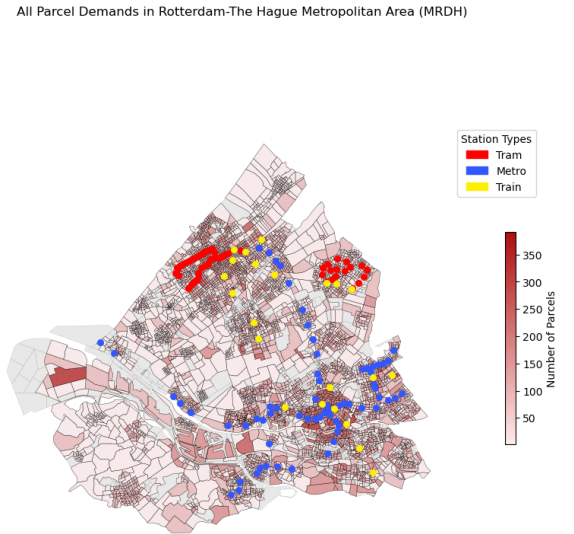 All Parcel Demands in Rotterdam-The Hague Metropolitan Area (MRDH)
Station Types
Tram
Metro
Train
350
300
250
200
150
100
50
Number of Parcels